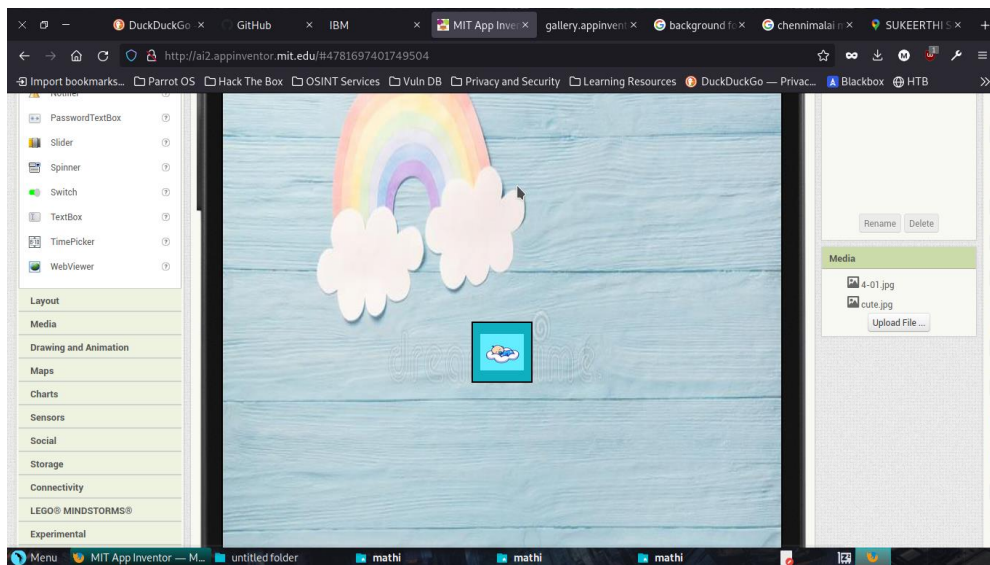 DuckDuckGo
GitHub
IBM
MIT App Inven
gallery.appinvent
background fo
chennimalai n
SUKEERTHI S
http://ai2.appinventor.mit.edu/#4781697401749504
Import bookmarks...
Parrot OS
Hack The Box
OSINT Services
Vuln DB
Privacy and Security
Learning Resources
DuckDuckGo — Privac...
Blackbox
HTB
Notifier
PasswordTextBox
Slider
Spinner
Switch
TextBox
TimePicker
WebViewer
Layout
Media
Drawing and Animation
Maps
Charts
Sensors
Social
Storage
Connectivity
LEGO® MINDSTORMS®
Experimental
dreamstime
Rename
Delete
Media
4-01.jpg
cute.jpg
Upload File ...
Menu
MIT App Inventor — M...
untitled folder
mathi
mathi
mathi